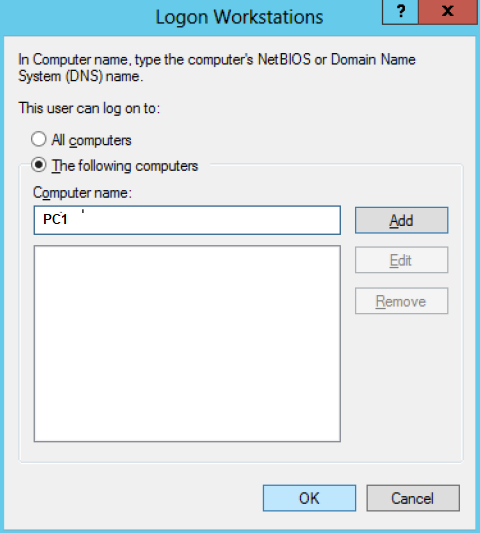 Logon Workstations
? x
In Computer name, type the computer's NetBIOS or Domain Name
System (DNS) name.
This user can log on to:
All computers
The following computers
Computer name:
PC1
Add
Edit
Remove
OK
Cancel